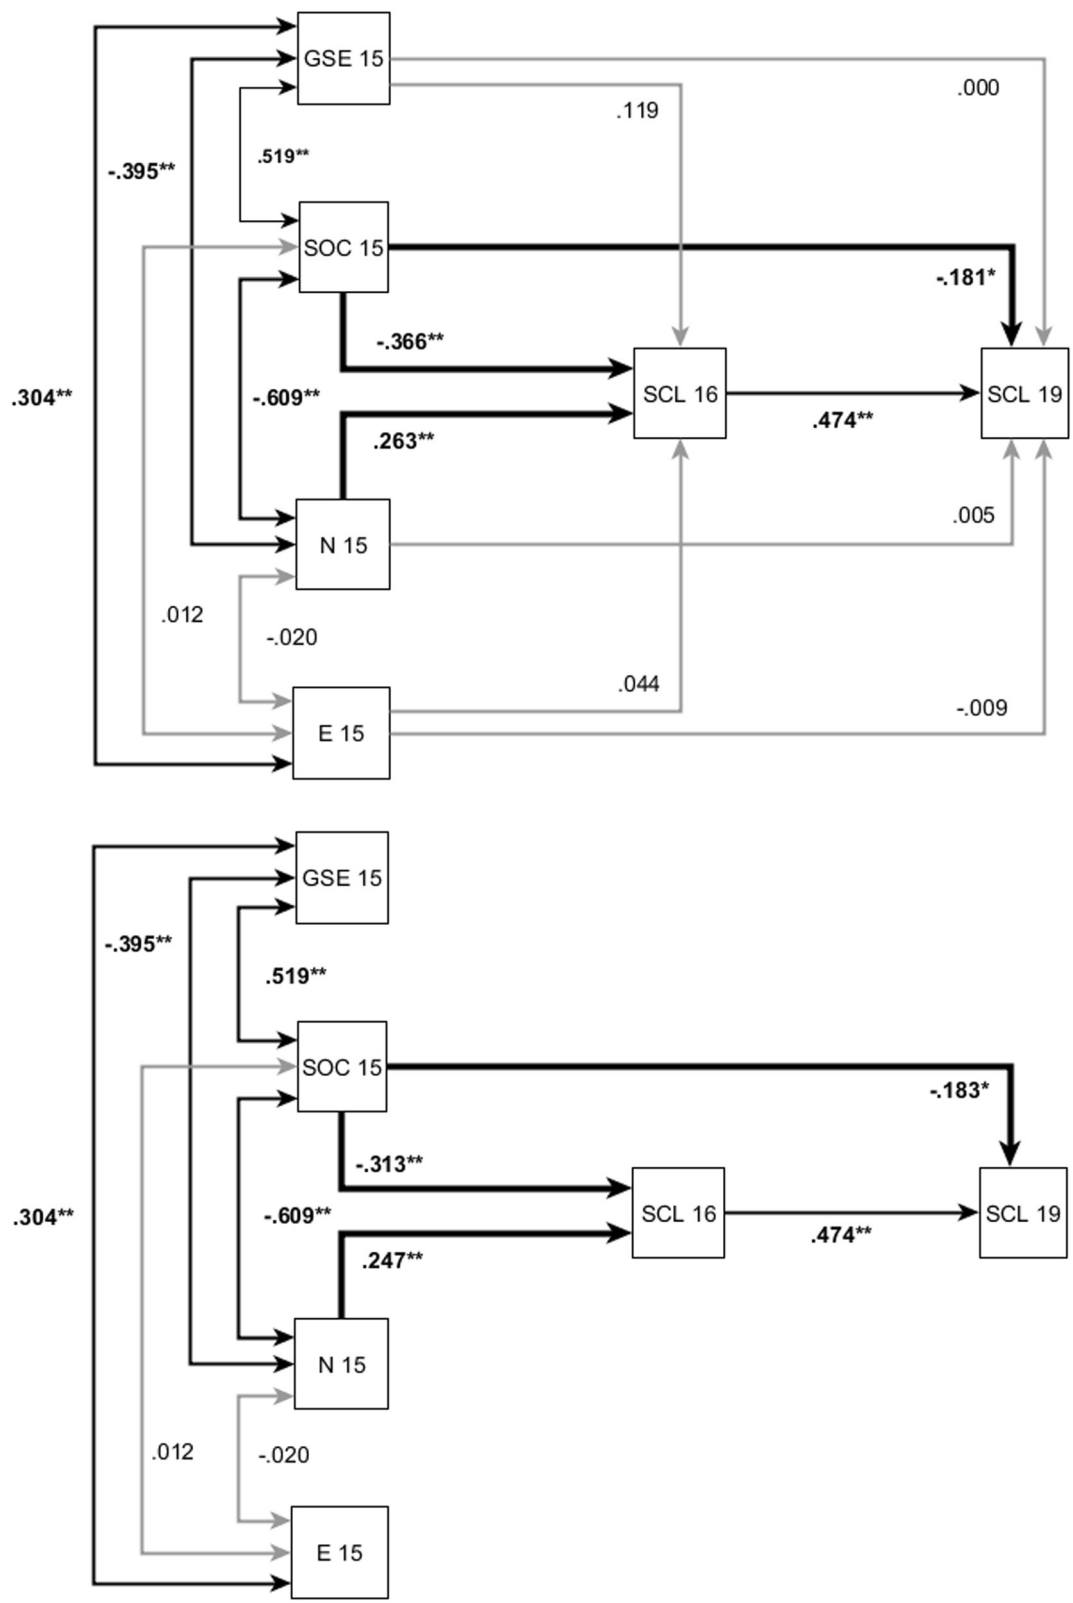 GSE 15
.000
.119
-.395**
.519**
SOC 15
-.181*
-.366**
.304**
-.609**
SCL 16
SCL 19
.474**
.263**
.005
N 15
.012
-.020
.044
-.009
E 15
GSE 15
-.395**
.519**
SOC 15
-.183*
-.313**
.304**
-.609**
SCL 16
SCL 19
.474**
.247**
N 15
.012
-.020
E 15